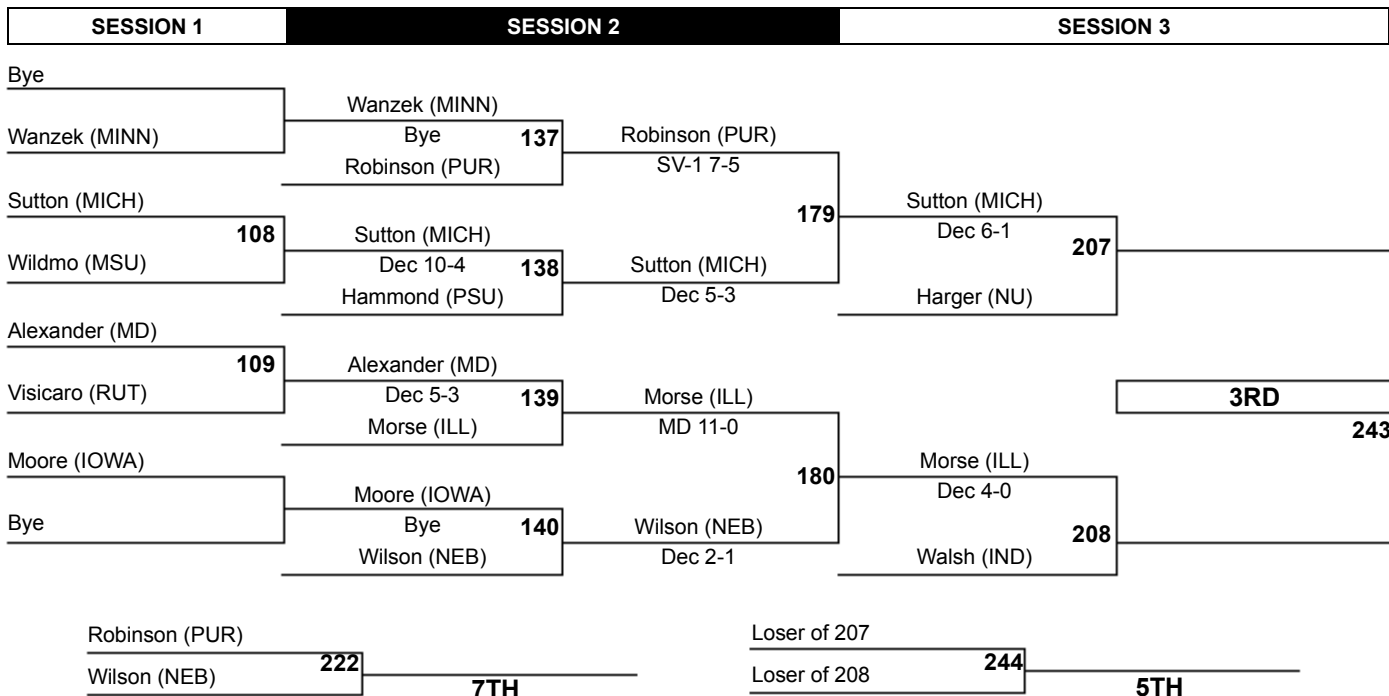 SESSION 1
SESSION 2
SESSION 3
Bye
Wanzek (MINN)
Wanzek (MINN)
Bye
137
Robinson (PUR)
Robinson (PUR)
SV-1 7-5
Sutton (MICH)
108
Wildmo (MSU)
Sutton (MICH)
Dec 10-4
138
Hammond (PSU)
Sutton (MICH)
Dec 5-3
179
Sutton (MICH)
Dec 6-1
207
Harger (NU)
Alexander (MD)
109
Visicaro (RUT)
Alexander (MD)
Dec 5-3
139
Morse (ILL)
Morse (ILL)
MD 11-0
3RD
243
Moore (IOWA)
Bye
Moore (IOWA)
Bye
140
Wilson (NEB)
Wilson (NEB)
Dec 2-1
180
Morse (ILL)
Dec 4-0
208
Walsh (IND)
Robinson (PUR)
222
Wilson (NEB)
7TH
Loser of 207
244
Loser of 208
5TH